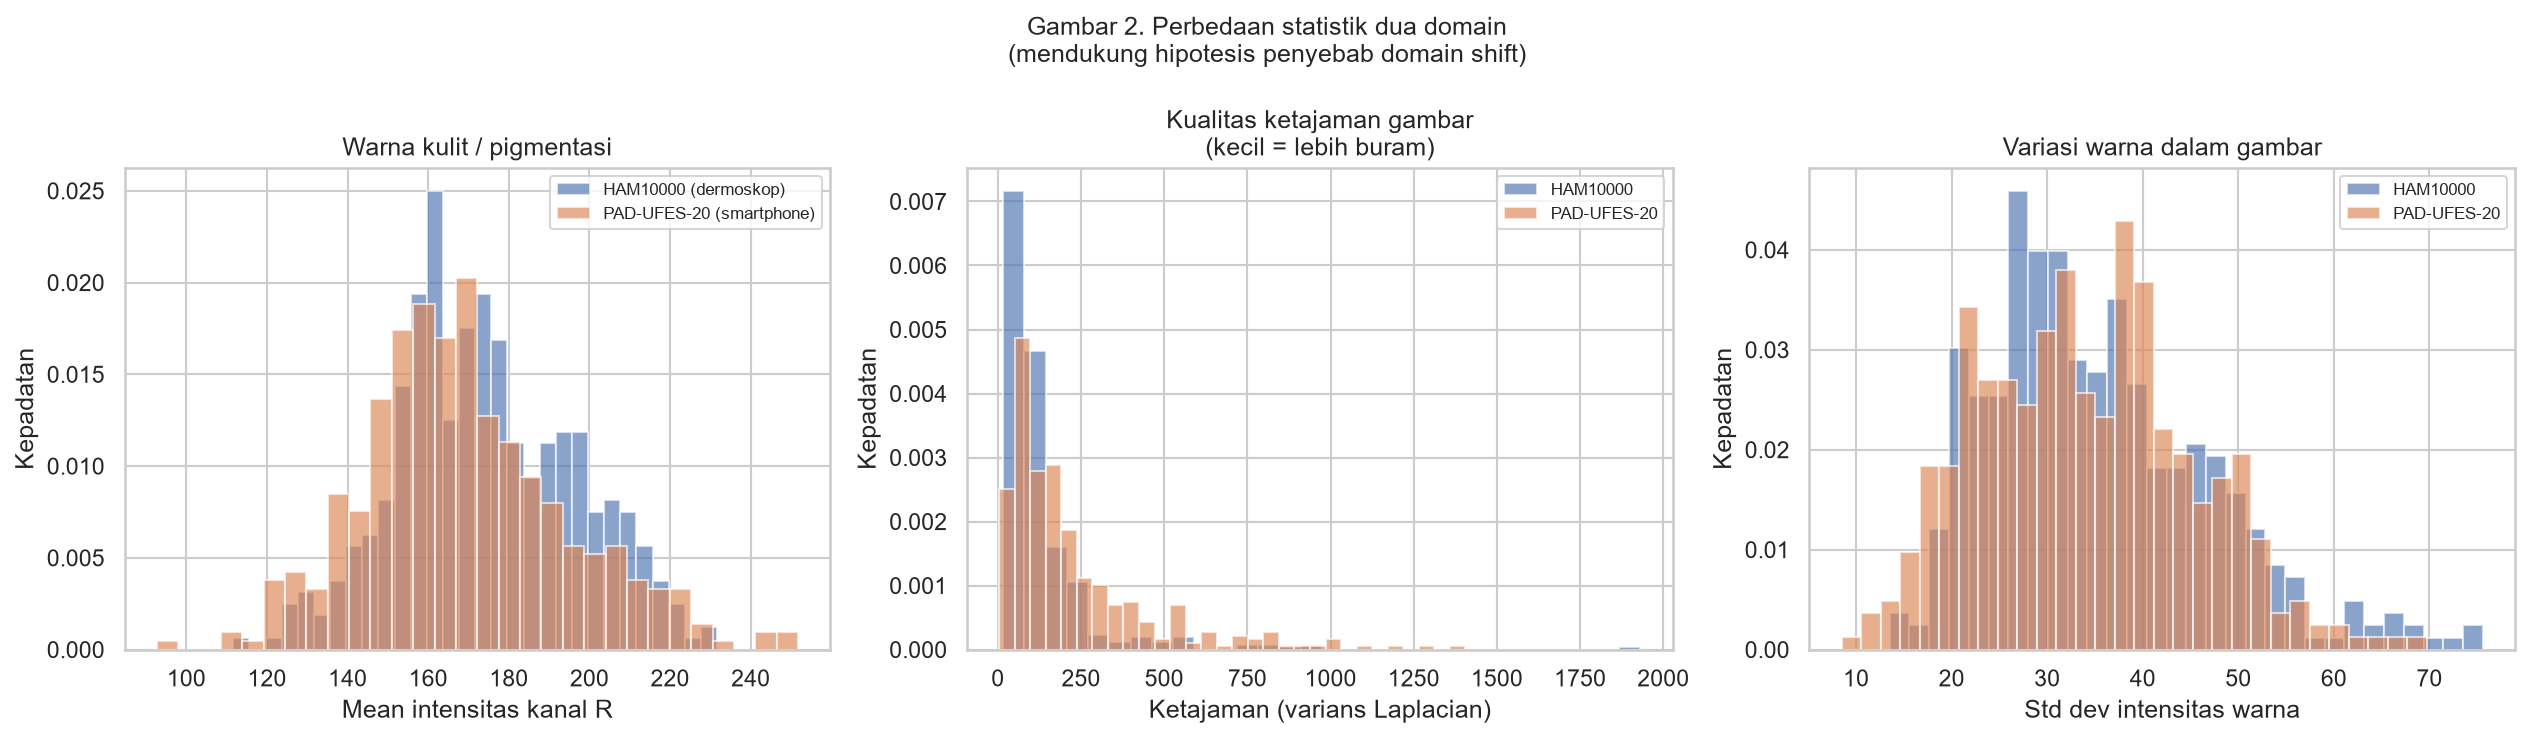 Gambar 2. Perbedaan statistik dua domain
(mendukung hipotesis penyebab domain shift)
Warna kulit / pigmentasi
HAM10000 (dermoskop)
PAD-UFES-20 (smartphone)
Kepadatan
0.025
0.020
0.015
0.010
0.005
0.000
100 120 140 160 180 200 220 240
Mean intensitas kanal R
Kualitas ketajaman gambar
(kecil = lebih buram)
HAM10000
PAD-UFES-20
Kepadatan
0.007
0.006
0.005
0.004
0.003
0.002
0.001
0.000
0 250 500 750 1000 1250 1500 1750 2000
Ketajaman (varians Laplacian)
Variasi warna dalam gambar
HAM10000
PAD-UFES-20
Kepadatan
0.04
0.03
0.02
0.01
0.00
10 20 30 40 50 60 70
Std dev intensitas warna